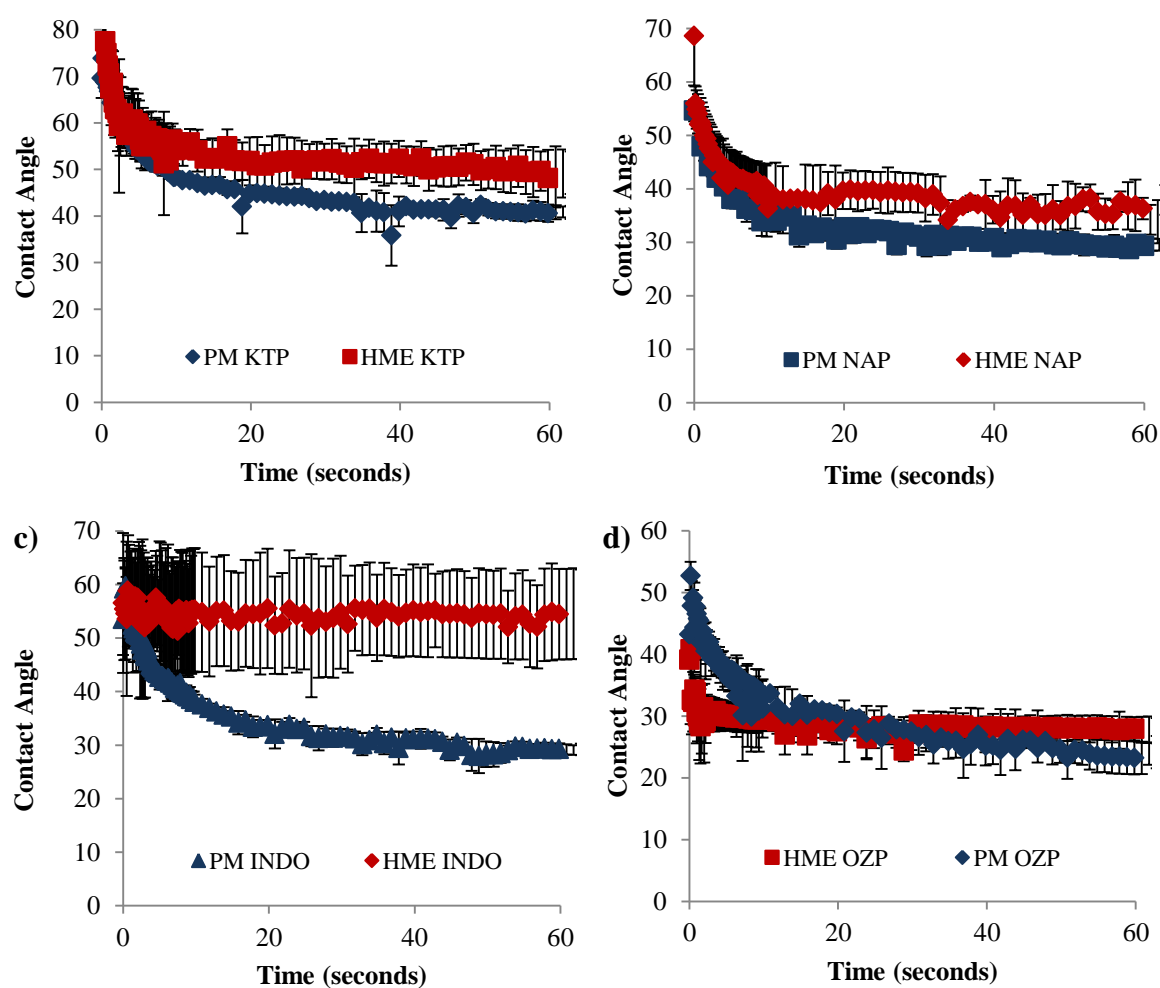 80
70
60
50
40
30
20
10
0
Contact Angle
PM KTP
HME KTP
0
20
40
60
Time (seconds)
70
60
50
40
30
20
10
0
Contact Angle
PM NAP
HME NAP
0
20
40
60
Time (seconds)
c)
70
60
50
40
30
20
10
0
Contact Angle
PM INDO
HME INDO
0
20
40
60
Time (seconds)
d)
60
50
40
30
20
10
0
Contact Angle
HME OZP
PM OZP
0
20
40
60
Time (seconds)